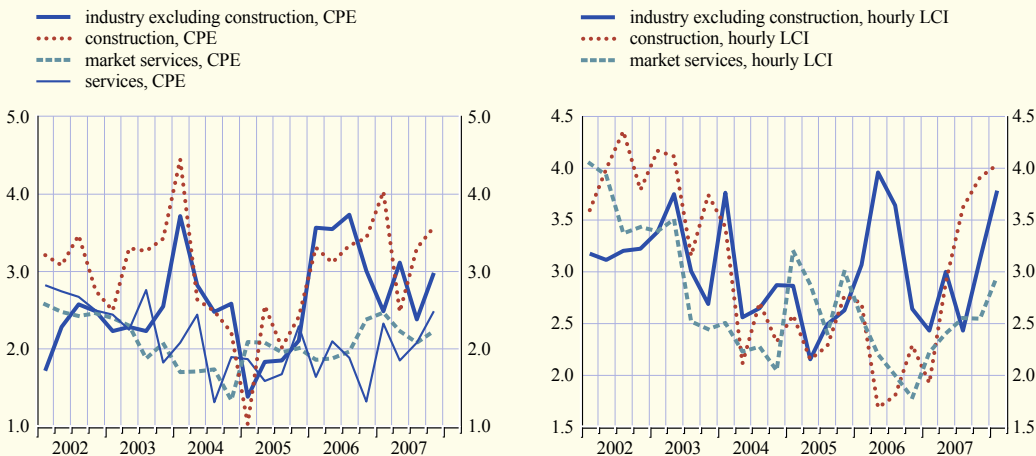 industry excluding construction, CPE
construction, CPE
market services, CPE
services, CPE
5.0 5.0
4.0 4.0
3.0 3.0
2.0 2.0
1.0 1.0
2002 2003 2004 2005 2006 2007
industry excluding construction, hourly LCI
construction, hourly LCI
market services, hourly LCI
4.5 4.5
4.0 4.0
3.5 3.5
3.0 3.0
2.5 2.5
2.0 2.0
1.5 1.5
2002 2003 2004 2005 2006 2007